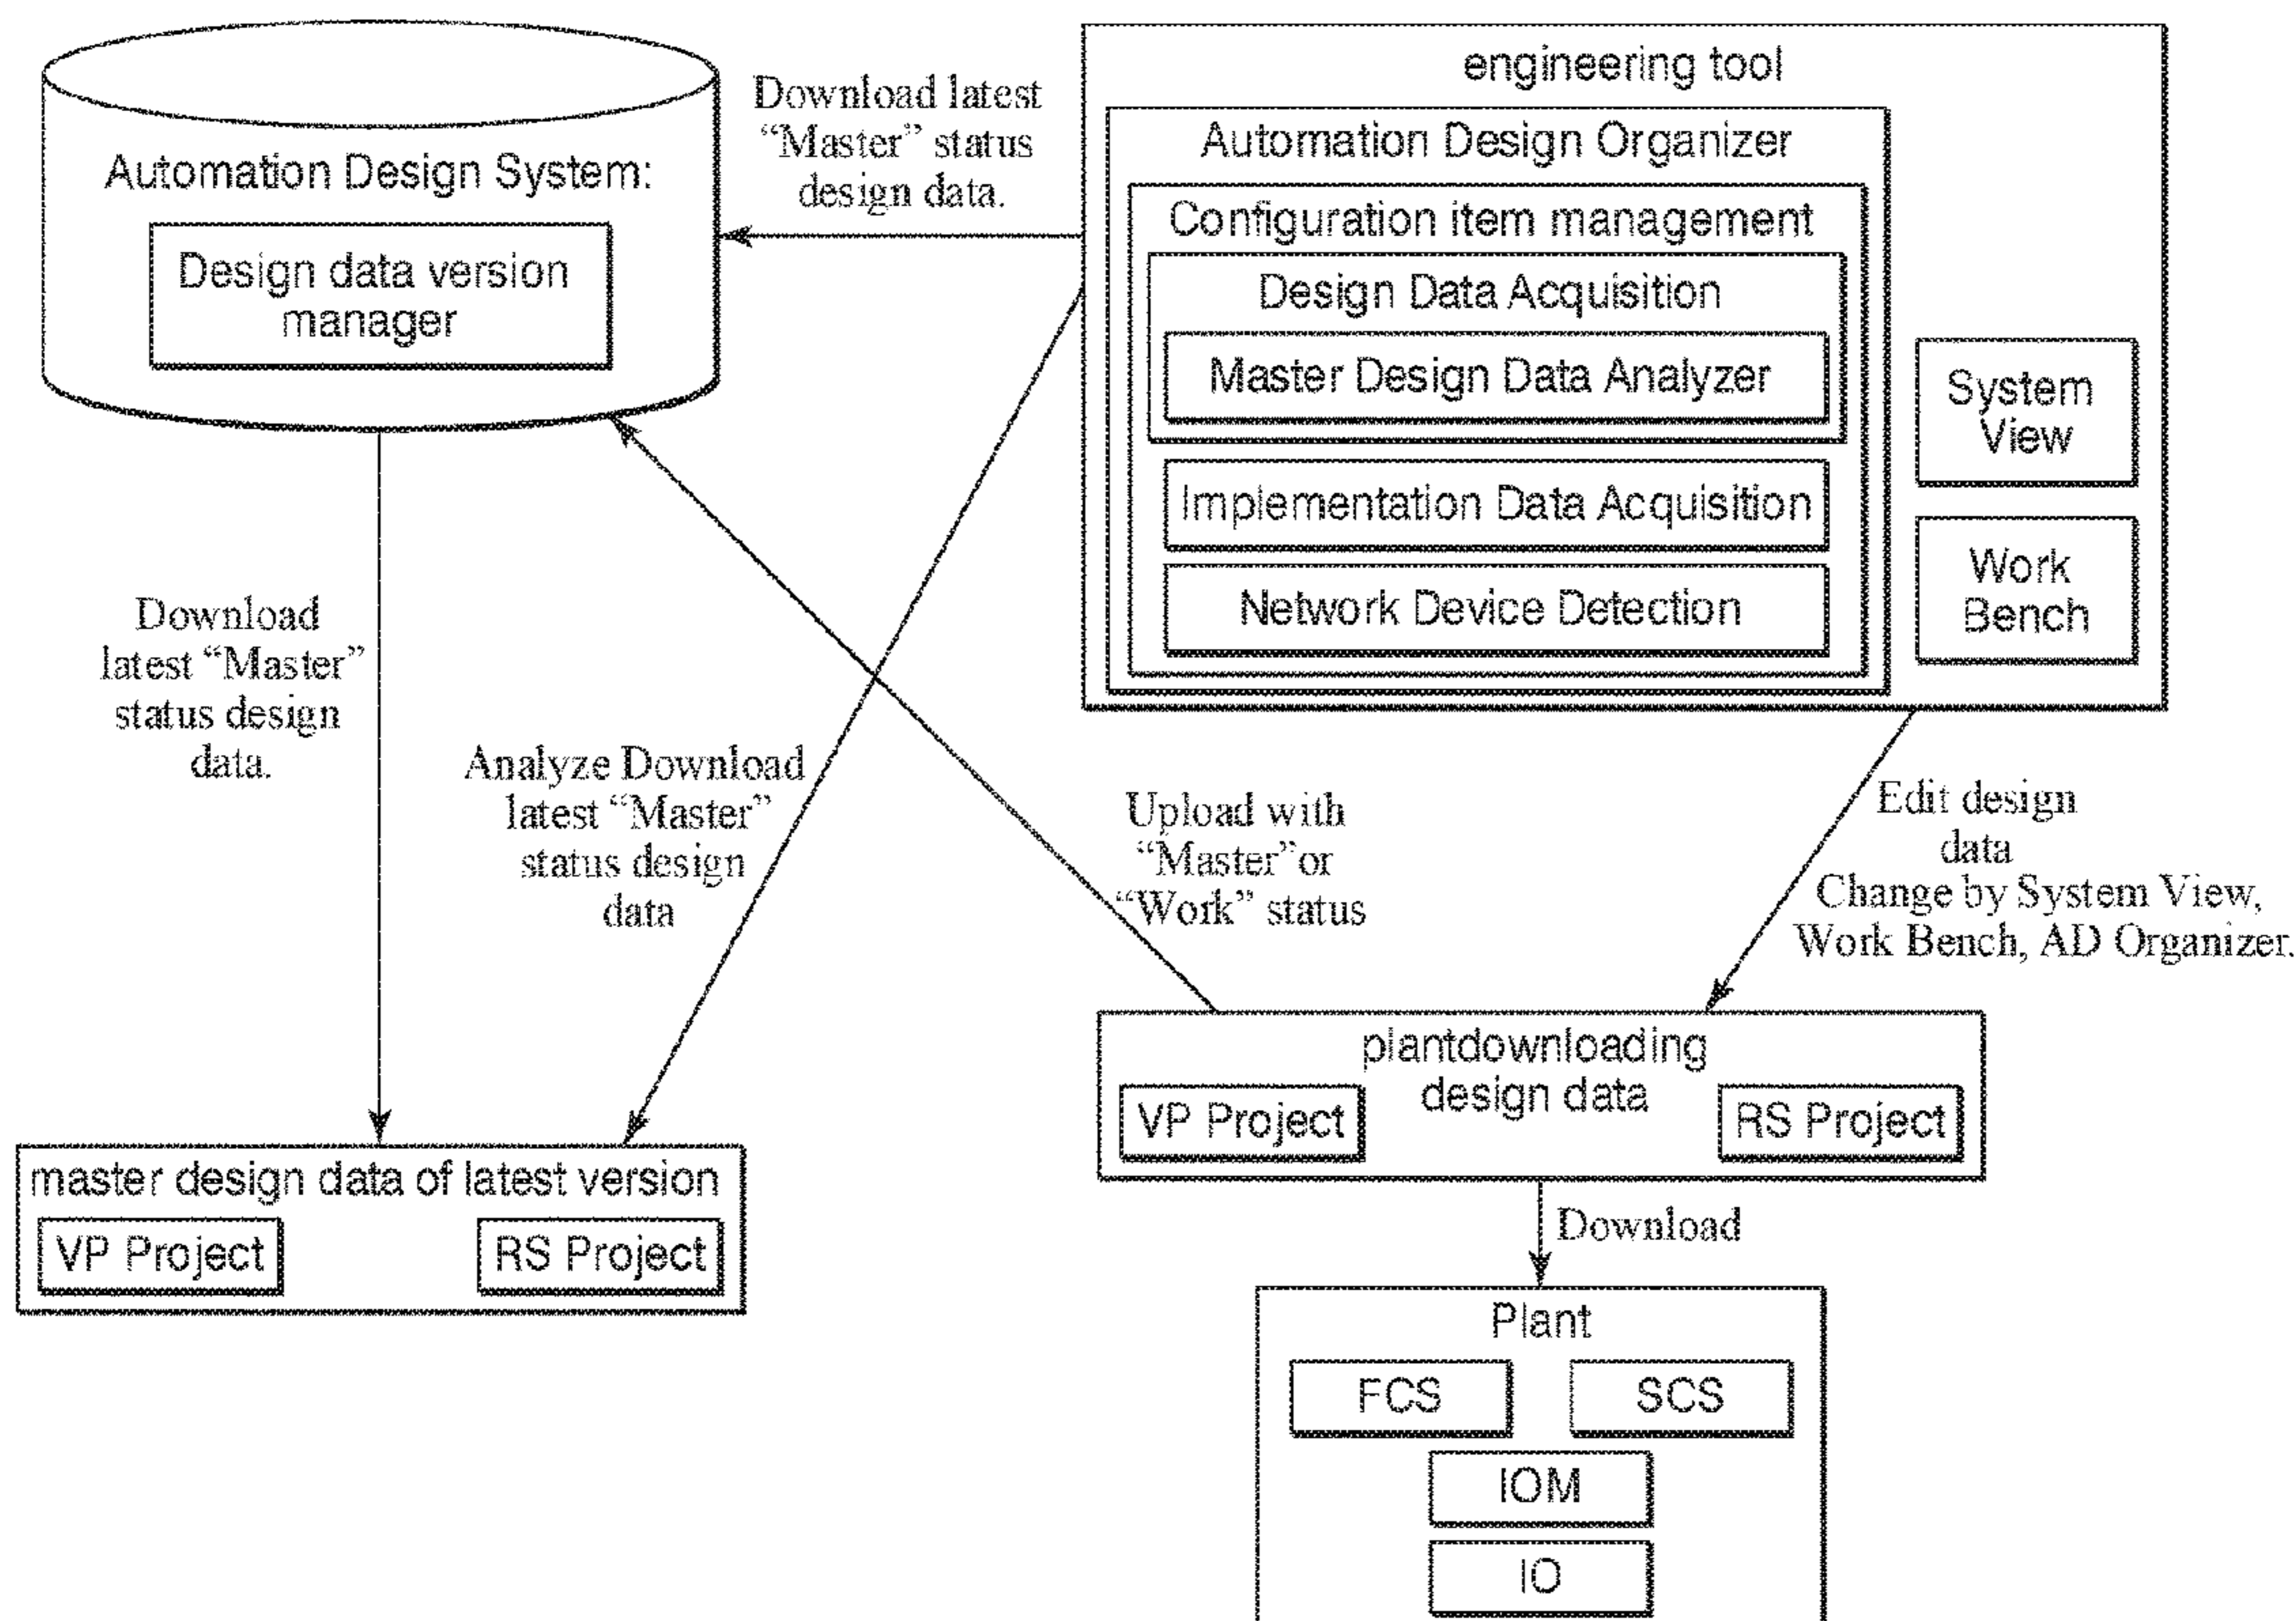 Automation Design System:
Design data version
manager
Download latest
“Master” status
design data.
engineering tool
Automation Design Organizer
Configuration item management
Design Data Acquisition
Master Design Data Analyzer
Implementation Data Acquisition
Network Device Detection
System
View
Work
Bench
Download
latest “Master”
status design
data.
Analyze Download
latest “Master”
status design
data
Upload with
“Master”or
“Work” status
Edit design
data
Change by System View,
Work Bench, AD Organizer.
master design data of latest version
VP Project
RS Project
plantdownloading
design data
VP Project
RS Project
Download
Plant
FCS
SCS
IOM
IO